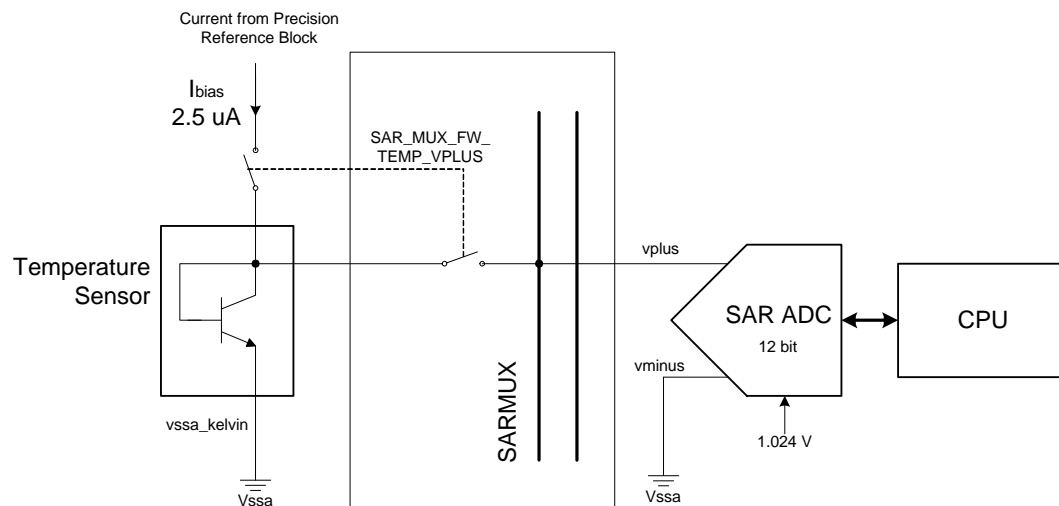 Current from Precision
Reference Block
Ibias
2.5 uA
SAR_MUX_FW_
TEMP_VPLUS
Temperature
Sensor
vplus
SAR ADC
12 bit
CPU
vminus
SARMUX
vssa_kelvin
1.024 V
Vssa
Vssa